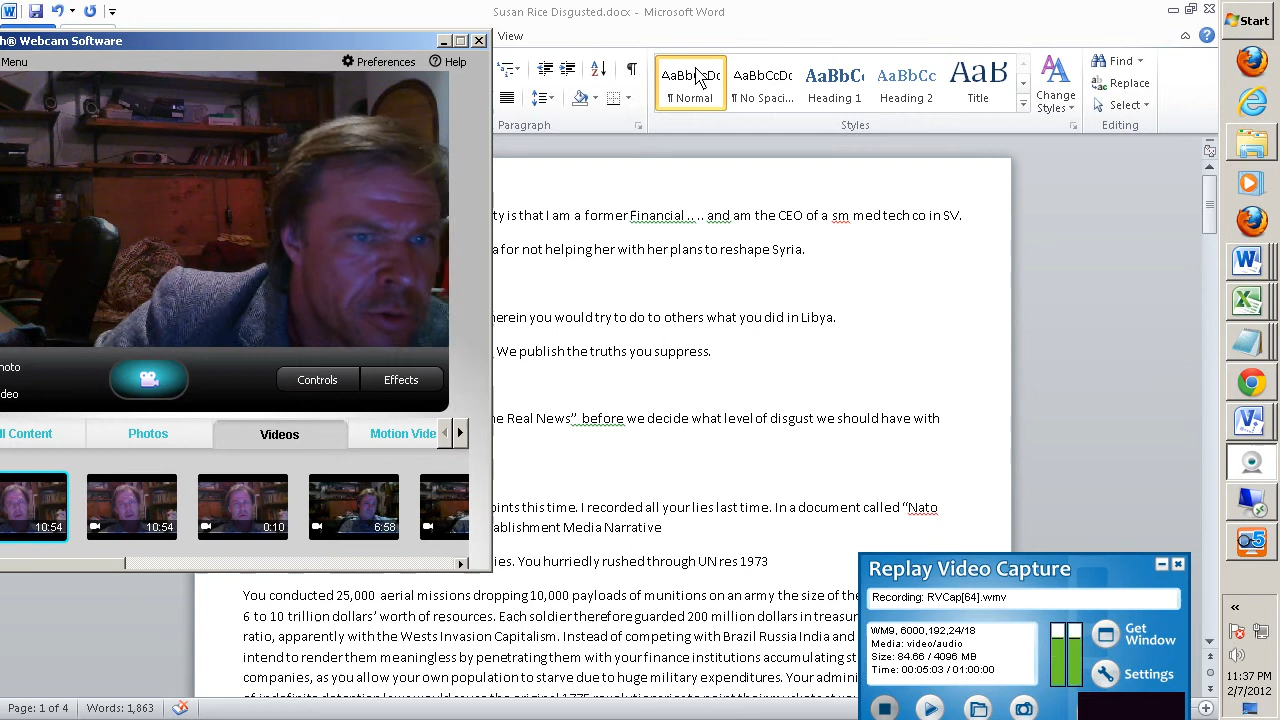 Susan Rice Disgusted.docx - Microsoft Word
Start
View
h® Webcam Software
Menu
Preferences
Help
AaBbCcDc
AaBbCcDc
AaBbC
AaBbCc
AaB
¶ Normal
¶ No Spaci...
Heading 1
Heading 2
Title
Change
Styles
Find
Replace
Select
Paragraph
Styles
Editing
ty is that I am a former Financial .. .. and am the CEO of a sm med tech co in SV.
a for not helping her with her plans to reshape Syria.
erein you would try to do to others what you did in Libya.
. We publish the truths you suppress.
he Real News” before we decide what level of disgust we should have with
ints this time. I recorded all your lies last time. In a document called “Nato
ablishment Media Narrative
ies. You hurriedly rushed through UN res 1973
You conducted 25,000 aerial missions dropping 10,000 payloads of munitions on an army the size of the
6 to 10 trillion dollars’ worth of resources. Each soldier therefore guarded 200 million dollars in treasur
ratio, apparently with the Wests Invasion Capitalism. Instead of competing with Brazil Russia India and
intend to render them meaningless by penetrating them with your finance institutions accumulating st
companies, as you allow your own population to starve due to huge military expenditures. Your admini
hoto
deo
Controls
Effects
ll Content
Photos
Videos
Motion Vide
10:54
10:54
0:10
6:58
Replay Video Capture
Recording: RVCap[64].wmv
WM9, 6000,192,24/18
Media: video/audio
Size: 84.66 / 4096 MB
Time: 00:05:03 / 01:00:00
Get
Window
Settings
Page: 1 of 4
Words: 1,863
11:37 PM
2/7/2012